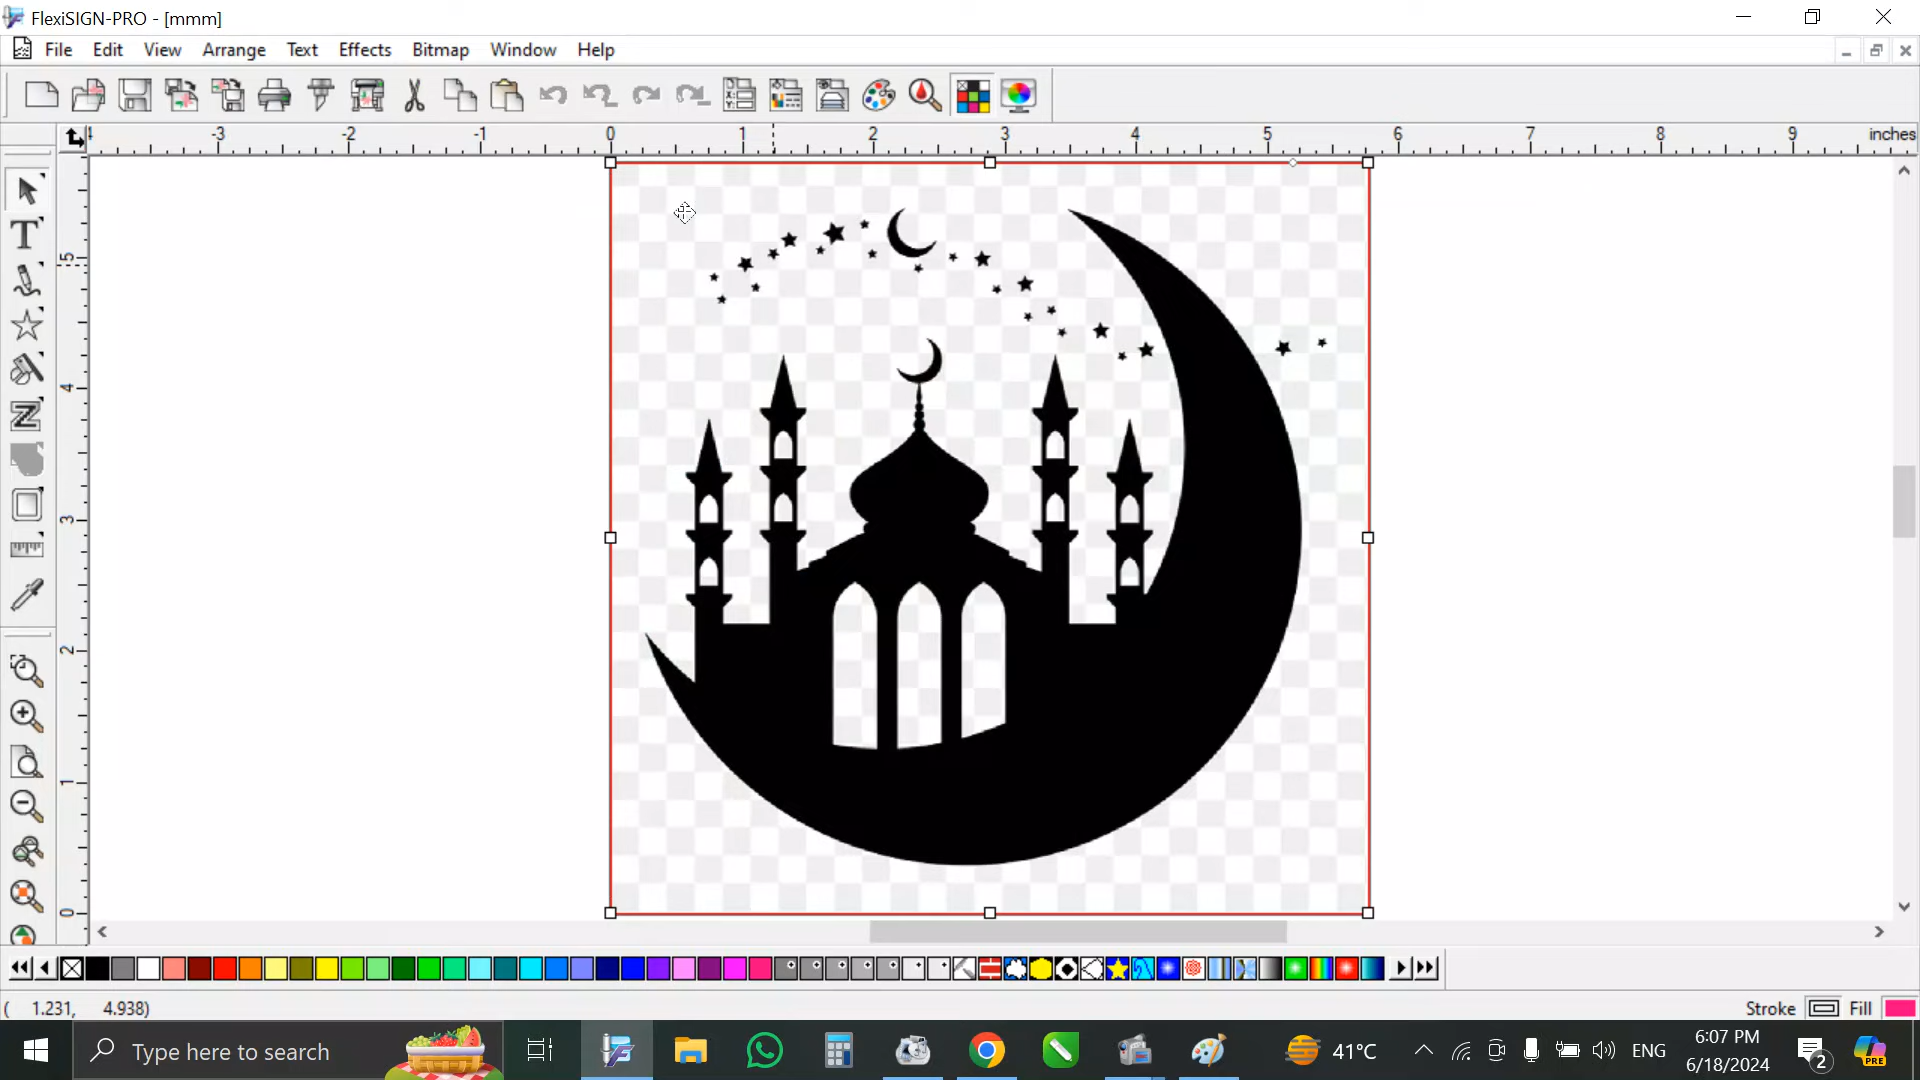 FlexiSIGN-PRO - [mmm]
File Edit View Arrange Text Effects Bitmap Window Help
-3 -2 -1 0 1 2 3 4 5 6 7 8 9 inches
5
4
3
2
1
0
( 1.231, 4.938)
Stroke Fill
Type here to search
41°C
ENG
6:07 PM
6/18/2024
2
PRE